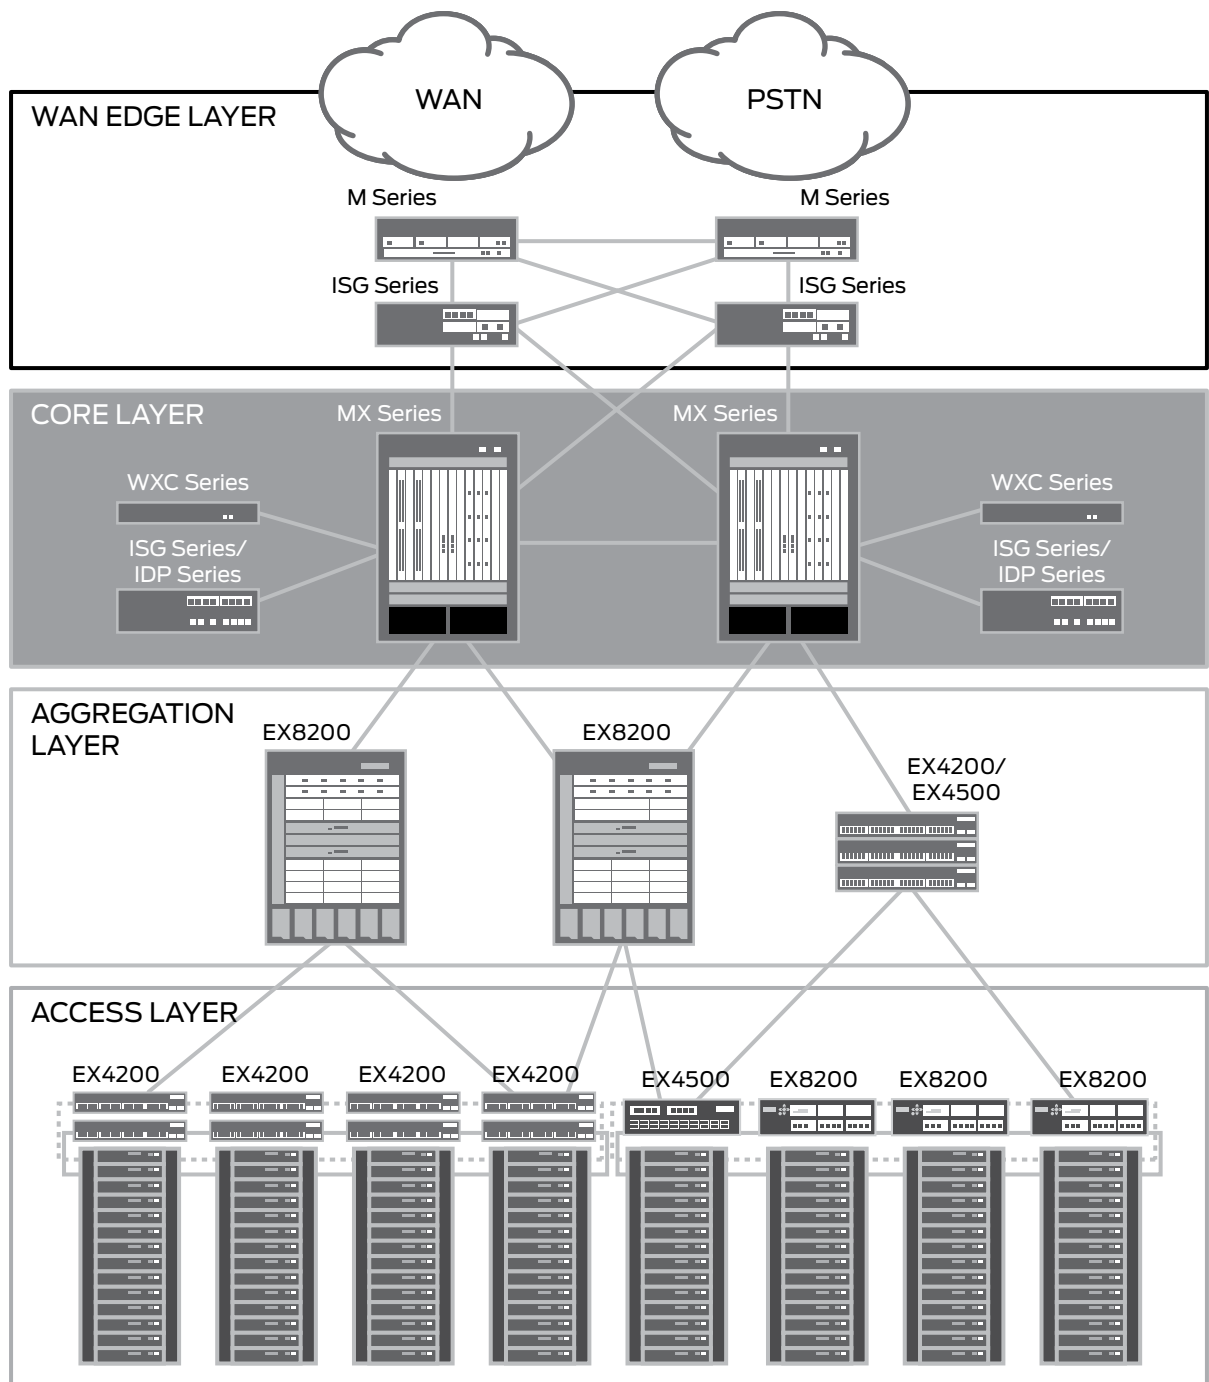 WAN
PSTN
WAN EDGE LAYER
M Series
M Series
ISG Series
ISG Series
CORE LAYER
MX Series
MX Series
WXC Series
WXC Series
ISG Series/
IDP Series
ISG Series/
IDP Series
AGGREGATION
LAYER
EX8200
EX8200
EX4200/
EX4500
ACCESS LAYER
EX4200
EX4200
EX4200
EX4200
EX4500
EX8200
EX8200
EX8200